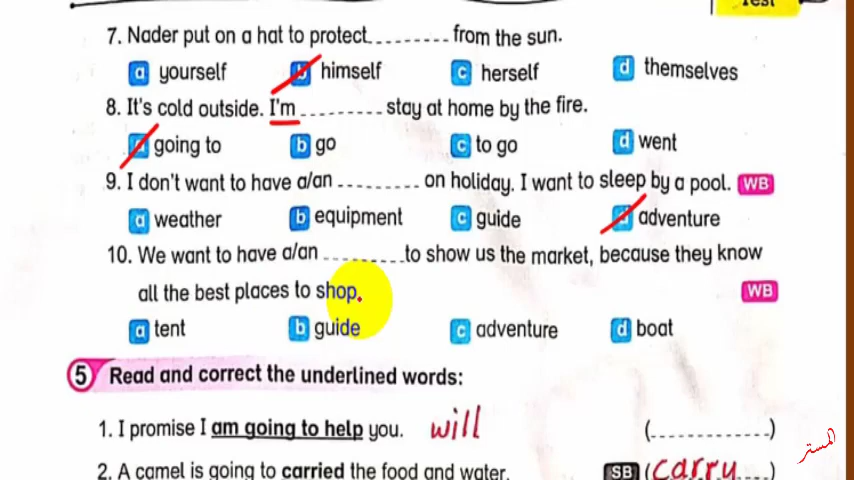 Test
7. Nader put on a hat to protect......... from the sun.
a yourself b himself c herself d themselves
8. It's cold outside. I'm ......... stay at home by the fire.
a going to b go c to go d went
9. I don't want to have a/an ......... on holiday. I want to sleep by a pool. WB
a weather b equipment c guide d adventure
10. We want to have a/an .........to show us the market, because they know
all the best places to shop. WB
a tent b guide c adventure d boat
5 Read and correct the underlined words:
1. I promise I am going to help you. will (............)
2. A camel is going to carried the food and water. SB (carry....)
المستر